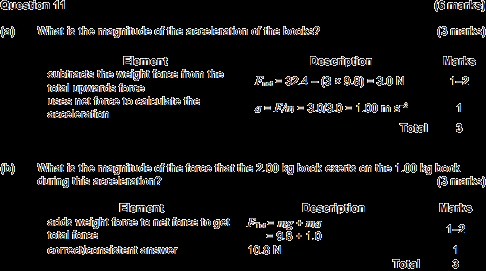 Question 11 (6 marks)
(a) What is the magnitude of the acceleration of the books? (3 marks)
Element Description Marks
subtracts the weight force from the total upwards force Fnet = 32.4 – (3 × 9.8) = 3.0 N 1–2
uses net force to calculate the acceleration g = F/m = 3.0/3.0 = 1.00 m s⁻² 1
Total 3
(b) What is the magnitude of the force that the 2.00 kg book exerts on the 1.00 kg book
during this acceleration? (3 marks)
Element Description Marks
adds weight force to net force to get total force FTot = mg + ma = 9.8 + 1.0 1–2
correct/consistent answer 10.8 N 1
Total 3